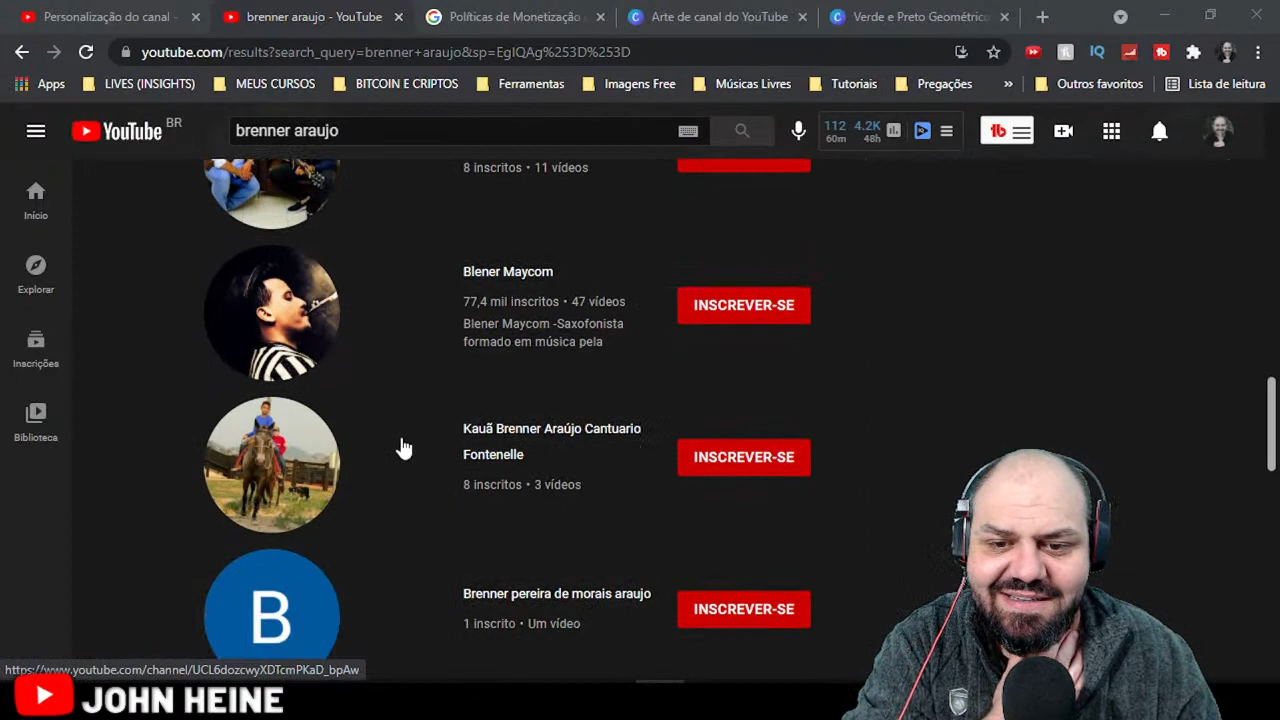 Personalização do canal -
brenner araujo - YouTube
Políticas de Monetização
Arte de canal do YouTube
Verde e Preto Geométrico
youtube.com/results?search_query=brenner+araujo&sp=EgIQAg%253D%253D
IQ
Apps
LIVES (INSIGHTS)
MEUS CURSOS
BITCOIN E CRIPTOS
Ferramentas
Imagens Free
Músicas Livres
Tutoriais
Pregações
»
Outros favoritos
Lista de leitura
YouTube BR
brenner araujo
112 4.2K
60m 48h
tb
Início
Explorar
Inscrições
Biblioteca
8 inscritos • 11 vídeos
Blener Maycom
77,4 mil inscritos • 47 vídeos
Blener Maycom -Saxofonista
formado em música pela
INSCREVER-SE
Kauã Brenner Araújo Cantuario
Fontenelle
8 inscritos • 3 vídeos
INSCREVER-SE
B
Brenner pereira de morais araujo
1 inscrito • Um vídeo
INSCREVER-SE
https://www.youtube.com/channel/UCL6dozcwyXDTcmPKaD_bpAw
JOHN HEINE